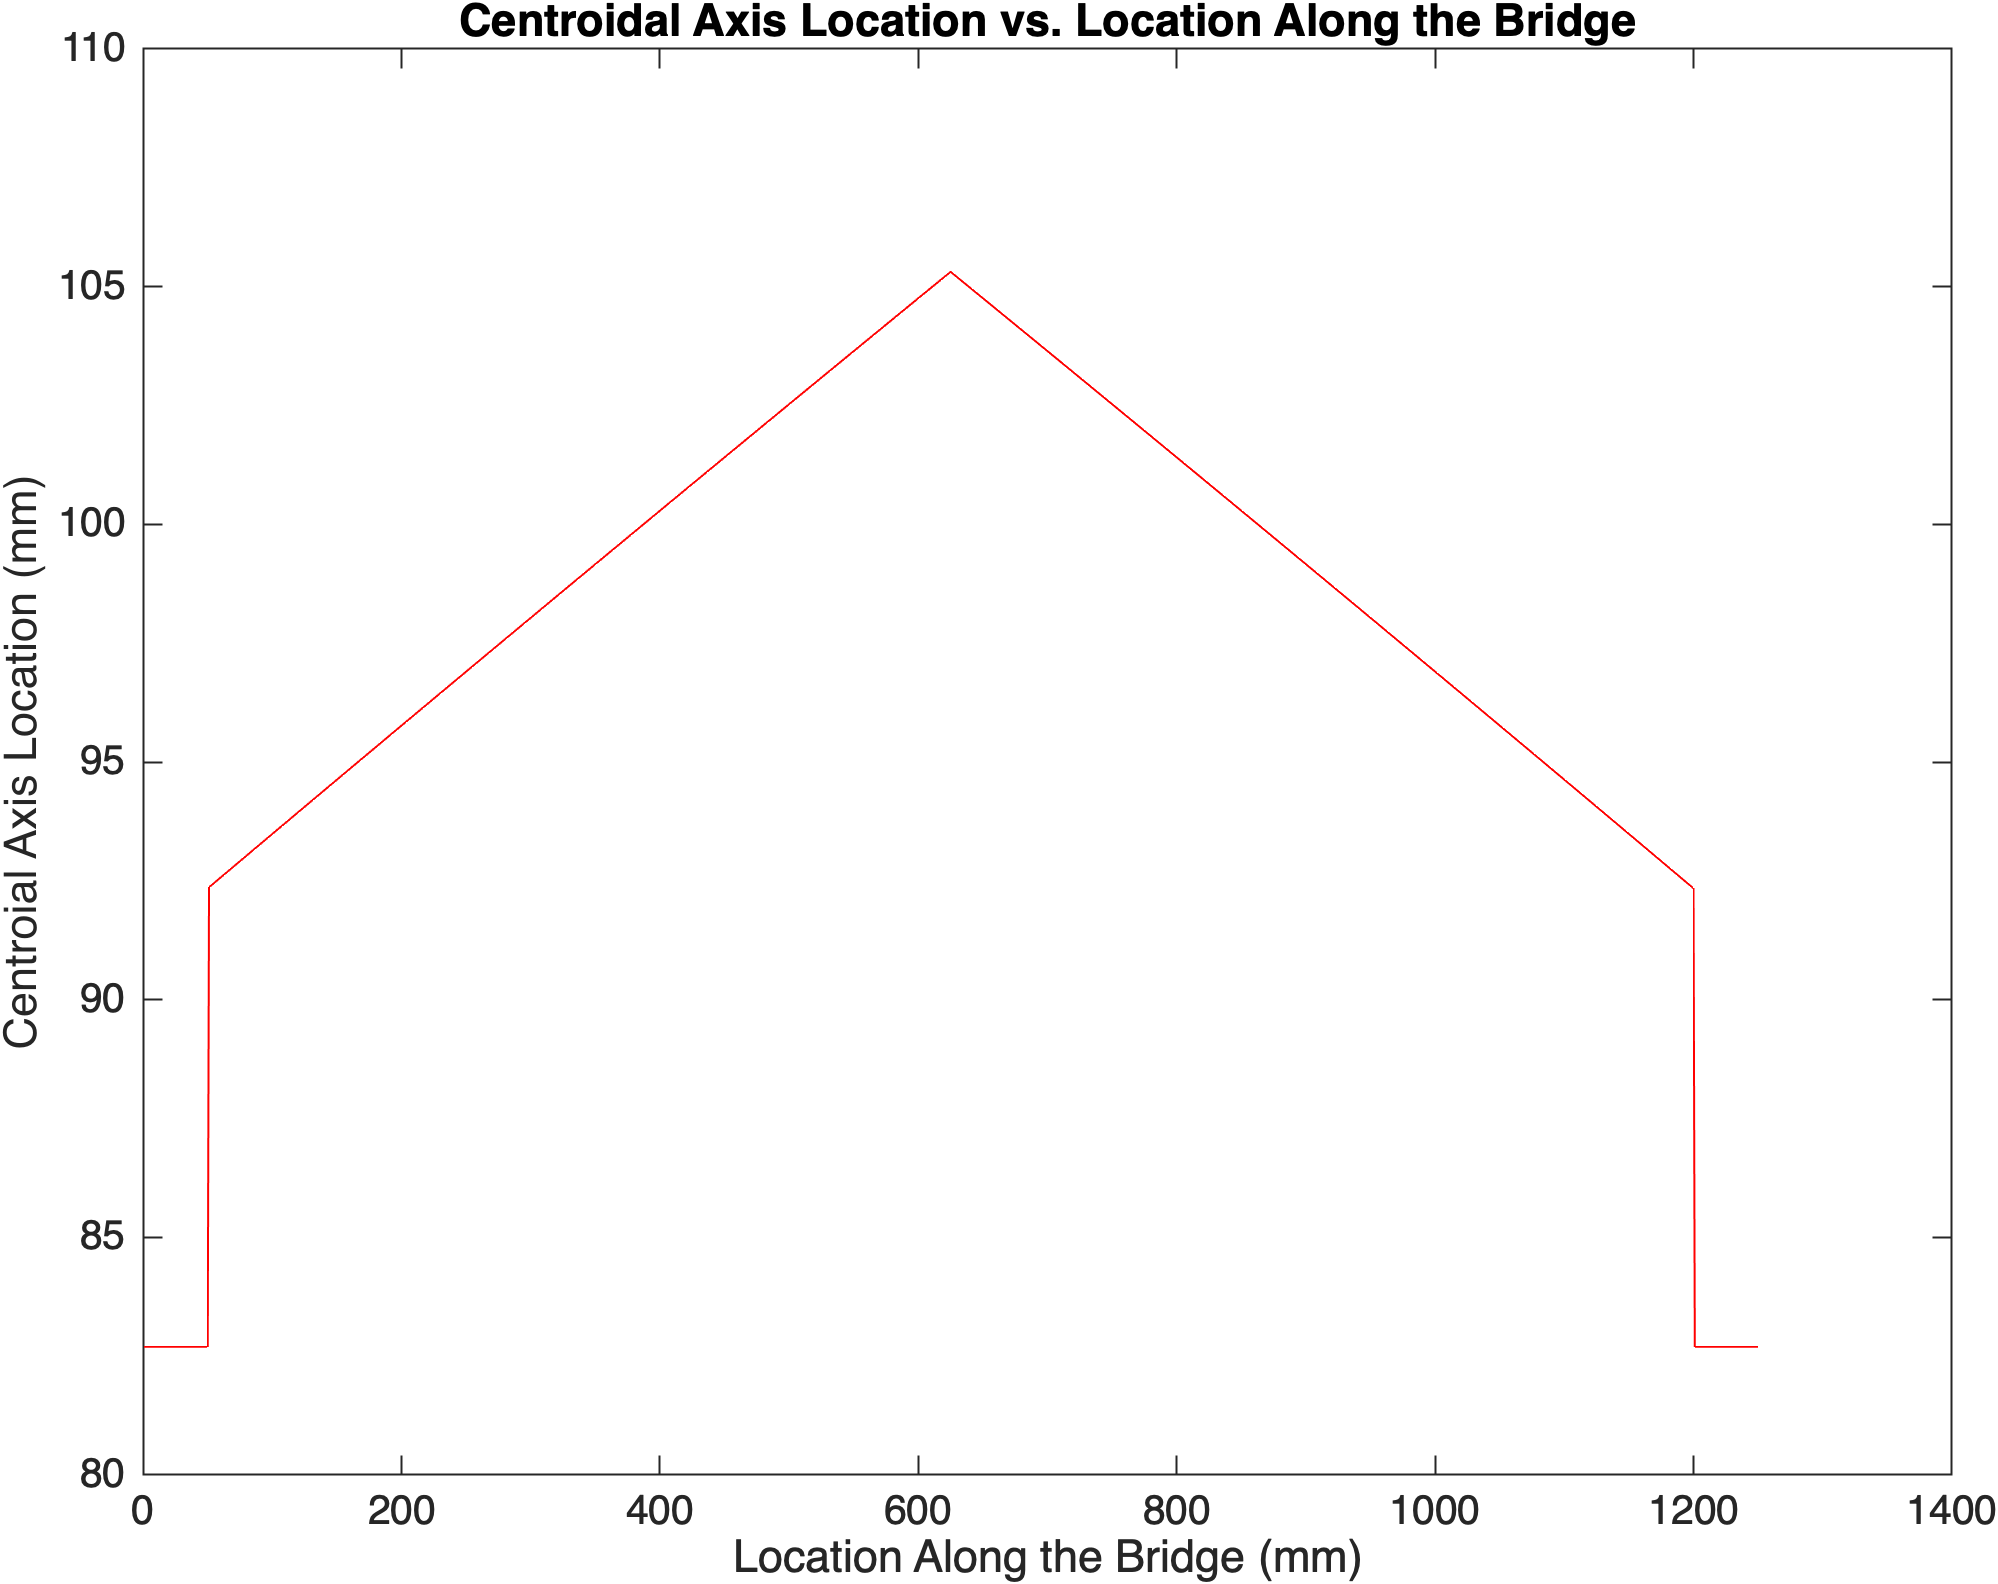 Centroidal Axis Location vs. Location Along the Bridge
110
105
100
95
90
85
80
Centroial Axis Location (mm)
0 200 400 600 800 1000 1200 1400
Location Along the Bridge (mm)